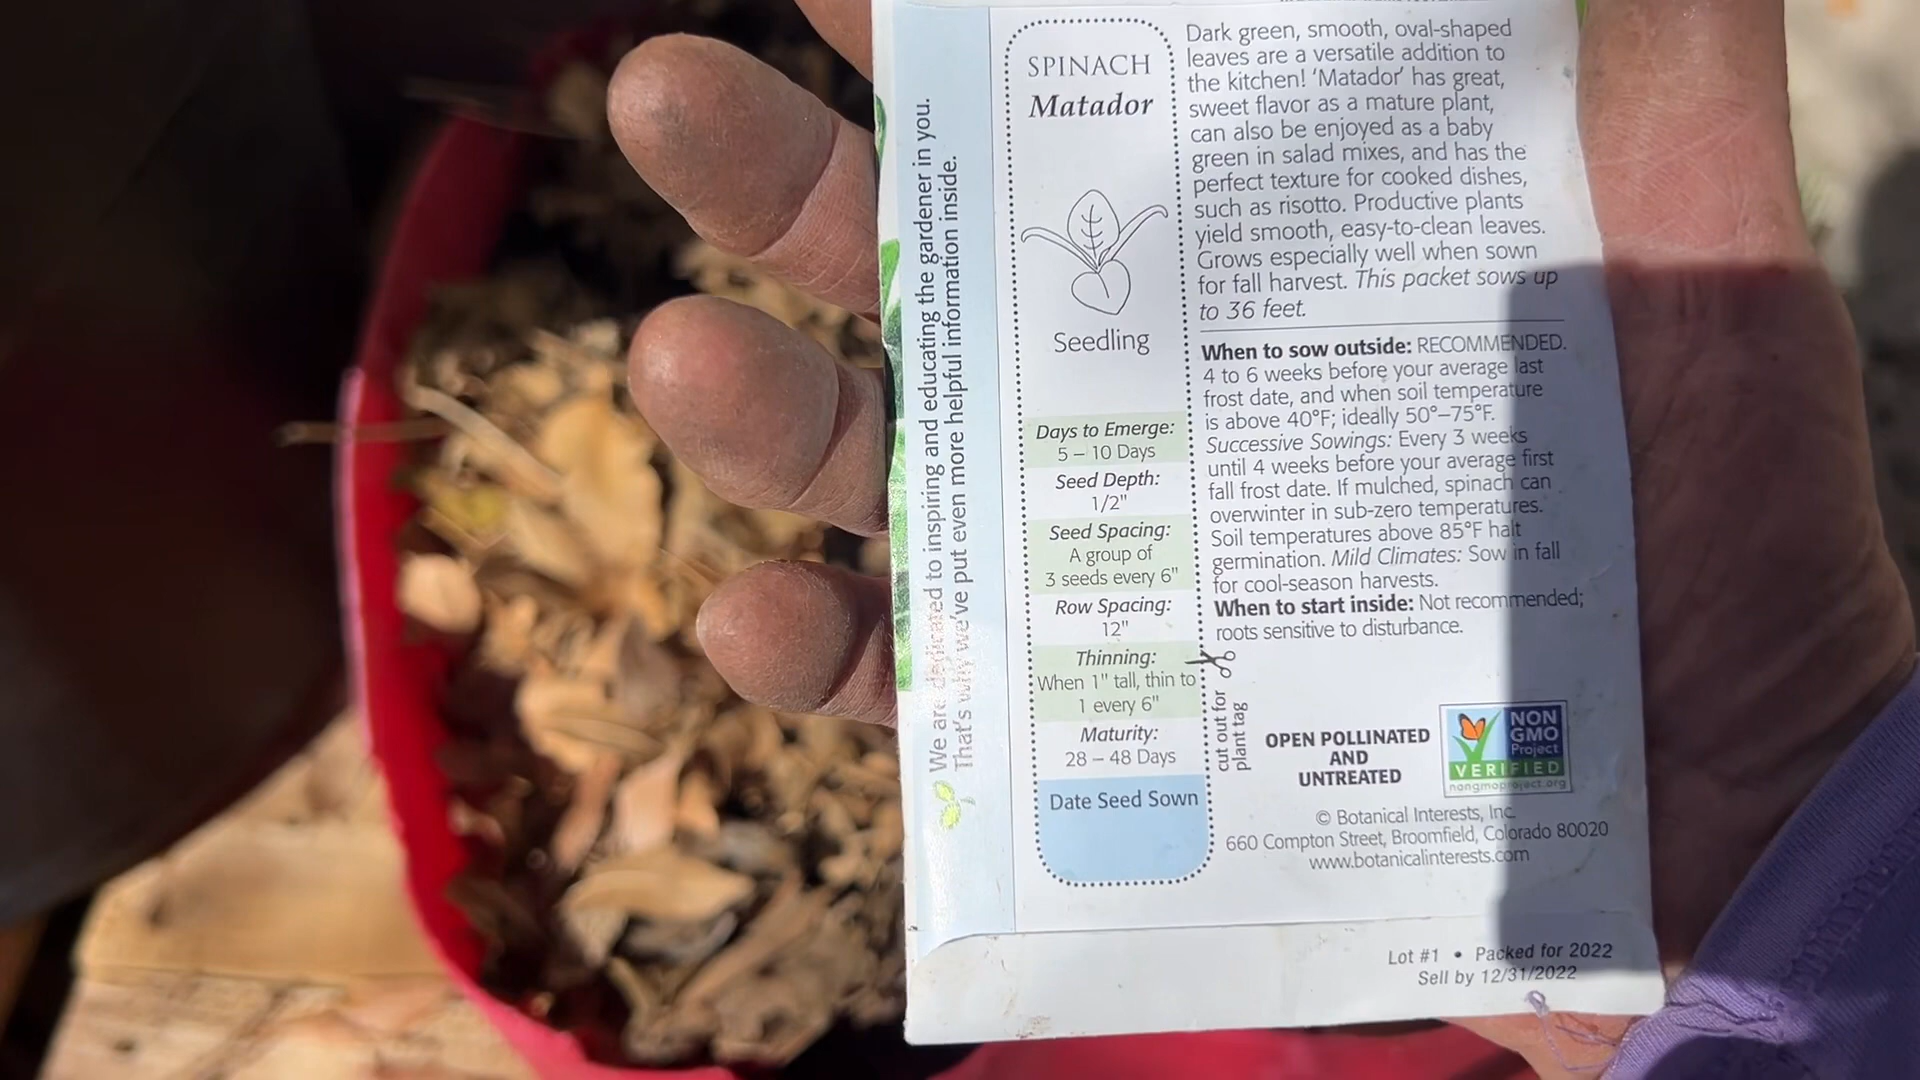 We are dedicated to inspiring and educating the gardener in you.
That's why we've put even more helpful information inside.
SPINACH
Matador
Seedling
Days to Emerge:
5 – 10 Days
Seed Depth:
1/2"
Seed Spacing:
A group of
3 seeds every 6"
Row Spacing:
12"
Thinning:
When 1" tall, thin to
1 every 6"
Maturity:
28 – 48 Days
Date Seed Sown
cut out for
plant tag
Dark green, smooth, oval-shaped
leaves are a versatile addition to
the kitchen! 'Matador' has great,
sweet flavor as a mature plant,
can also be enjoyed as a baby
green in salad mixes, and has the
perfect texture for cooked dishes,
such as risotto. Productive plants
yield smooth, easy-to-clean leaves.
Grows especially well when sown
for fall harvest. This packet sows up
to 36 feet.
When to sow outside: RECOMMENDED.
4 to 6 weeks before your average last
frost date, and when soil temperature
is above 40°F; ideally 50°–75°F.
Successive Sowings: Every 3 weeks
until 4 weeks before your average first
fall frost date. If mulched, spinach can
overwinter in sub-zero temperatures.
Soil temperatures above 85°F halt
germination. Mild Climates: Sow in fall
for cool-season harvests.
When to start inside: Not recommended;
roots sensitive to disturbance.
OPEN POLLINATED
AND
UNTREATED
NON
GMO
Project
VERIFIED
nongmoproject.org
© Botanical Interests, Inc.
660 Compton Street, Broomfield, Colorado 80020
www.botanicalinterests.com
Lot #1 • Packed for 2022
Sell by 12/31/2022